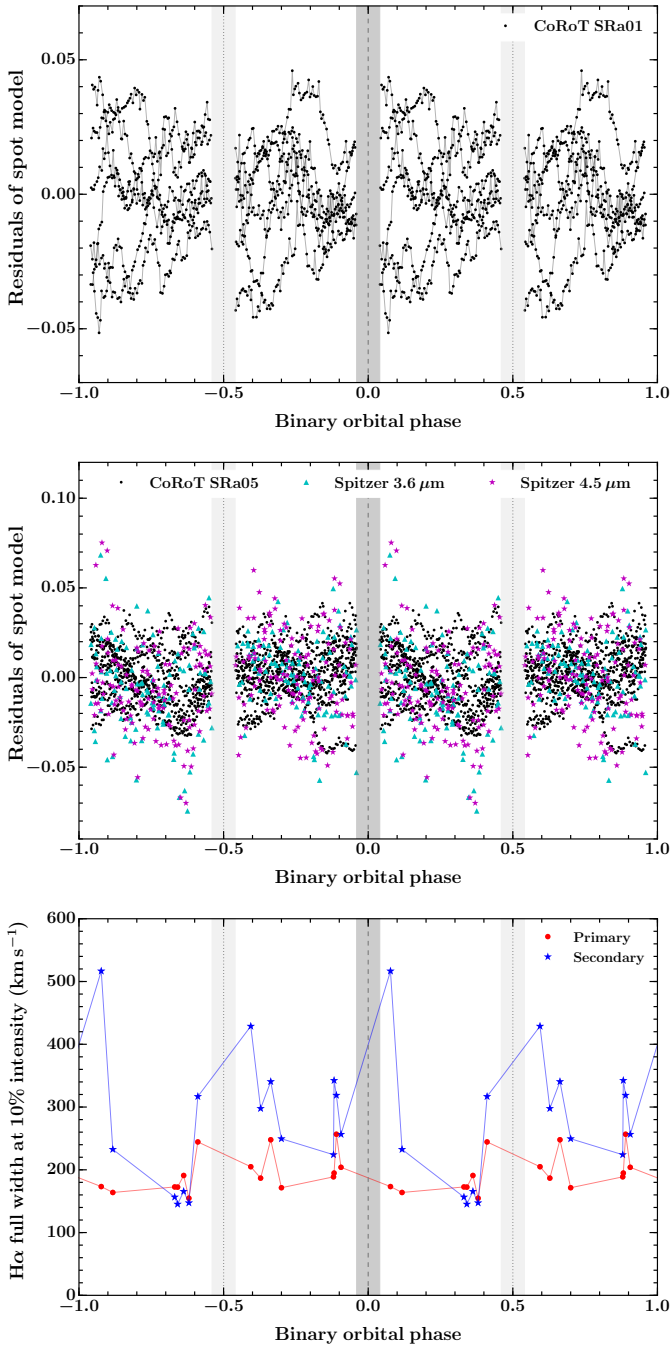 CoRoT SRa01
0.05
0.00
−0.05
Residuals of spot model
−1.0 −0.5 0.0 0.5 1.0
Binary orbital phase
CoRoT SRa05 Spitzer 3.6 μm Spitzer 4.5 μm
0.10
0.05
0.00
−0.05
Residuals of spot model
−1.0 −0.5 0.0 0.5 1.0
Binary orbital phase
600
Primary
Secondary
500
400
300
200
100
0
Hα full width at 10% intensity (km s⁻¹)
−1.0 −0.5 0.0 0.5 1.0
Binary orbital phase